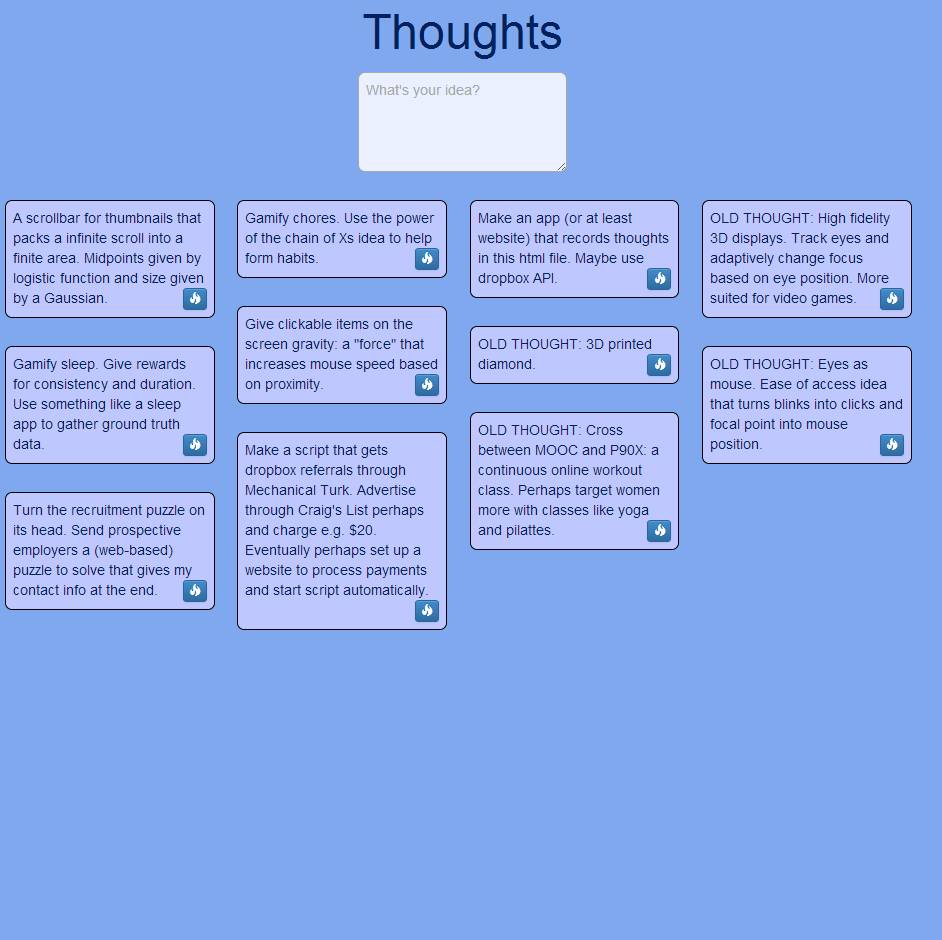 Thoughts
What's your idea?
A scrollbar for thumbnails that
packs a infinite scroll into a
finite area. Midpoints given by
logistic function and size given
by a Gaussian.
Gamify sleep. Give rewards
for consistency and duration.
Use something like a sleep
app to gather ground truth
data.
Turn the recruitment puzzle on
its head. Send prospective
employers a (web-based)
puzzle to solve that gives my
contact info at the end.
Gamify chores. Use the power
of the chain of Xs idea to help
form habits.
Give clickable items on the
screen gravity: a "force" that
increases mouse speed based
on proximity.
Make a script that gets
dropbox referrals through
Mechanical Turk. Advertise
through Craig's List perhaps
and charge e.g. $20.
Eventually perhaps set up a
website to process payments
and start script automatically.
Make an app (or at least
website) that records thoughts
in this html file. Maybe use
dropbox API.
OLD THOUGHT: 3D printed
diamond.
OLD THOUGHT: Cross
between MOOC and P90X: a
continuous online workout
class. Perhaps target women
more with classes like yoga
and pilattes.
OLD THOUGHT: High fidelity
3D displays. Track eyes and
adaptively change focus
based on eye position. More
suited for video games.
OLD THOUGHT: Eyes as
mouse. Ease of access idea
that turns blinks into clicks and
focal point into mouse
position.